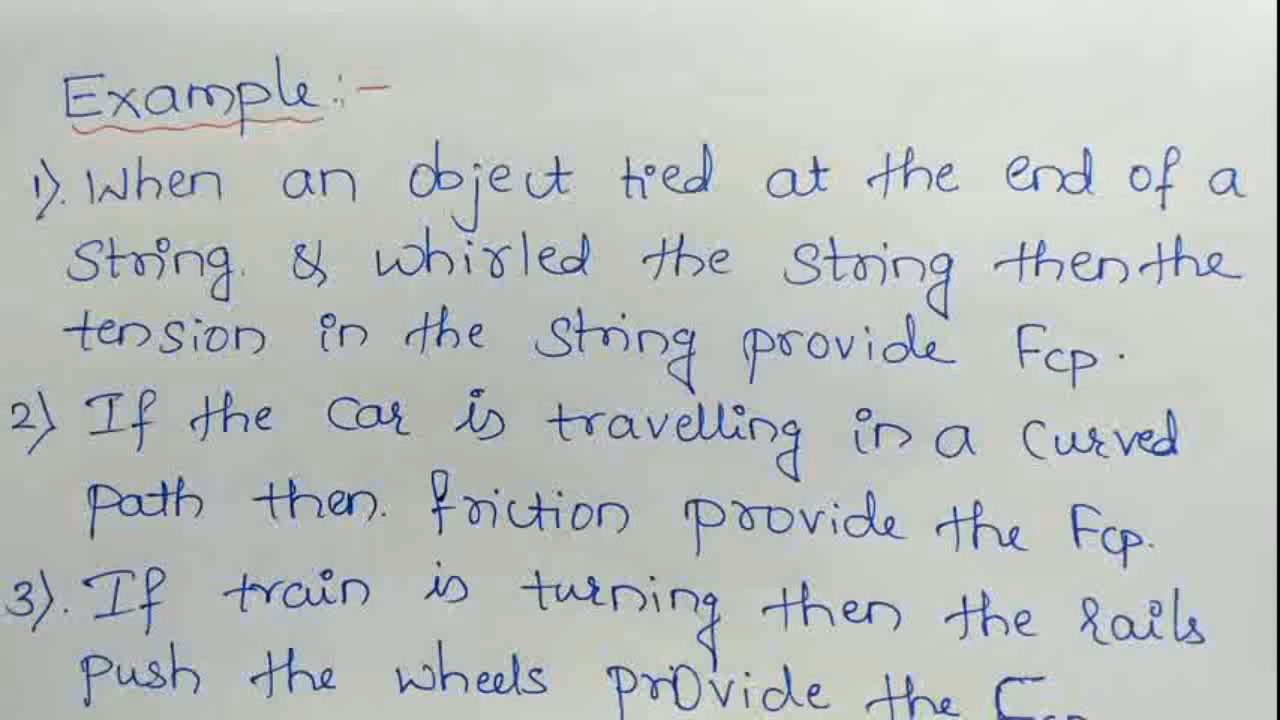 Example:-
1). When an object tied at the end of a
string. & whirled the string then the
tension in the string provide Fcp.
2) If the car is travelling in a curved
path then. friction provide the Fcp.
3). If train is turning then the rails
push the wheels provide the Fcp